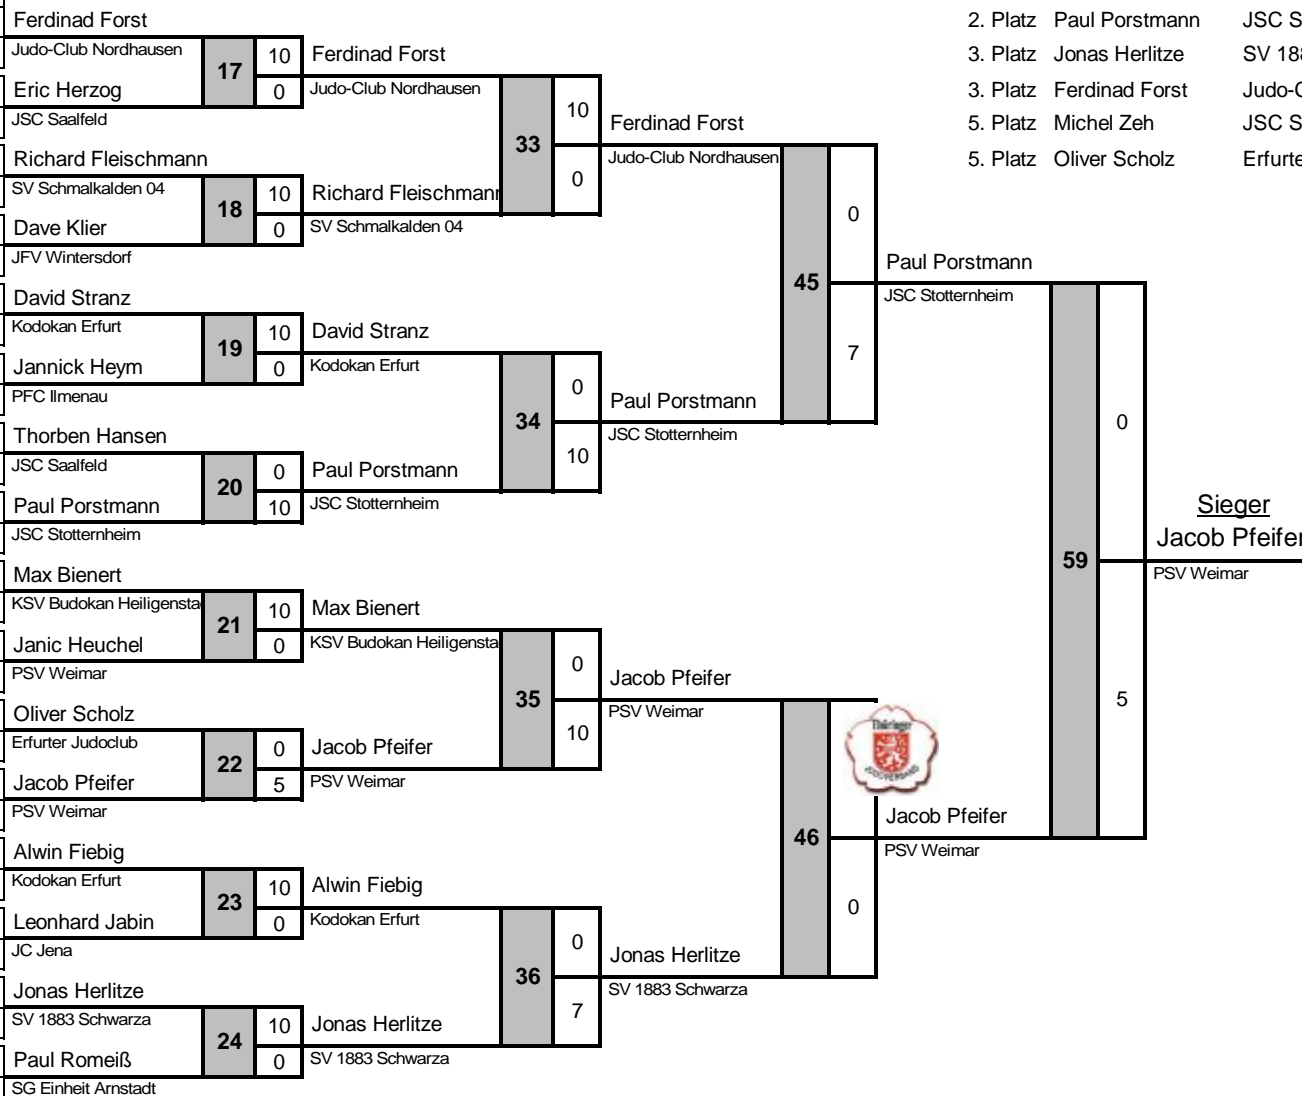 Ferdinad Forst
Judo-Club Nordhausen
17
10
0
Eric Herzog
JSC Saalfeld
Richard Fleischmann
SV Schmalkalden 04
18
10
0
Dave Klier
JFV Wintersdorf
David Stranz
Kodokan Erfurt
19
10
0
Jannick Heym
PFC Ilmenau
Thorben Hansen
JSC Saalfeld
20
0
10
Paul Porstmann
JSC Stotternheim
Max Bienert
KSV Budokan Heiligensta
21
10
0
Janic Heuchel
PSV Weimar
Oliver Scholz
Erfurter Judoclub
22
0
5
Jacob Pfeifer
PSV Weimar
Alwin Fiebig
Kodokan Erfurt
23
10
0
Leonhard Jabin
JC Jena
Jonas Herlitze
SV 1883 Schwarza
24
10
0
Paul Romeiß
SG Einheit Arnstadt
Ferdinad Forst
Judo-Club Nordhausen
33
10
0
Richard Fleischmann
SV Schmalkalden 04
David Stranz
Kodokan Erfurt
34
0
10
Paul Porstmann
JSC Stotternheim
Max Bienert
KSV Budokan Heiligensta
35
0
10
Jacob Pfeifer
PSV Weimar
Alwin Fiebig
Kodokan Erfurt
36
0
7
Jonas Herlitze
SV 1883 Schwarza
Ferdinad Forst
Judo-Club Nordhausen
45
0
7
Paul Porstmann
JSC Stotternheim
Jacob Pfeifer
PSV Weimar
46
0
Jonas Herlitze
SV 1883 Schwarza
Paul Porstmann
JSC Stotternheim
59
0
5
Jacob Pfeifer
PSV Weimar
Sieger
Jacob Pfeifer
PSV Weimar
2. Platz Paul Porstmann JSC S
3. Platz Jonas Herlitze SV 188
3. Platz Ferdinad Forst Judo-C
5. Platz Michel Zeh JSC S
5. Platz Oliver Scholz Erfurte
Thüringer